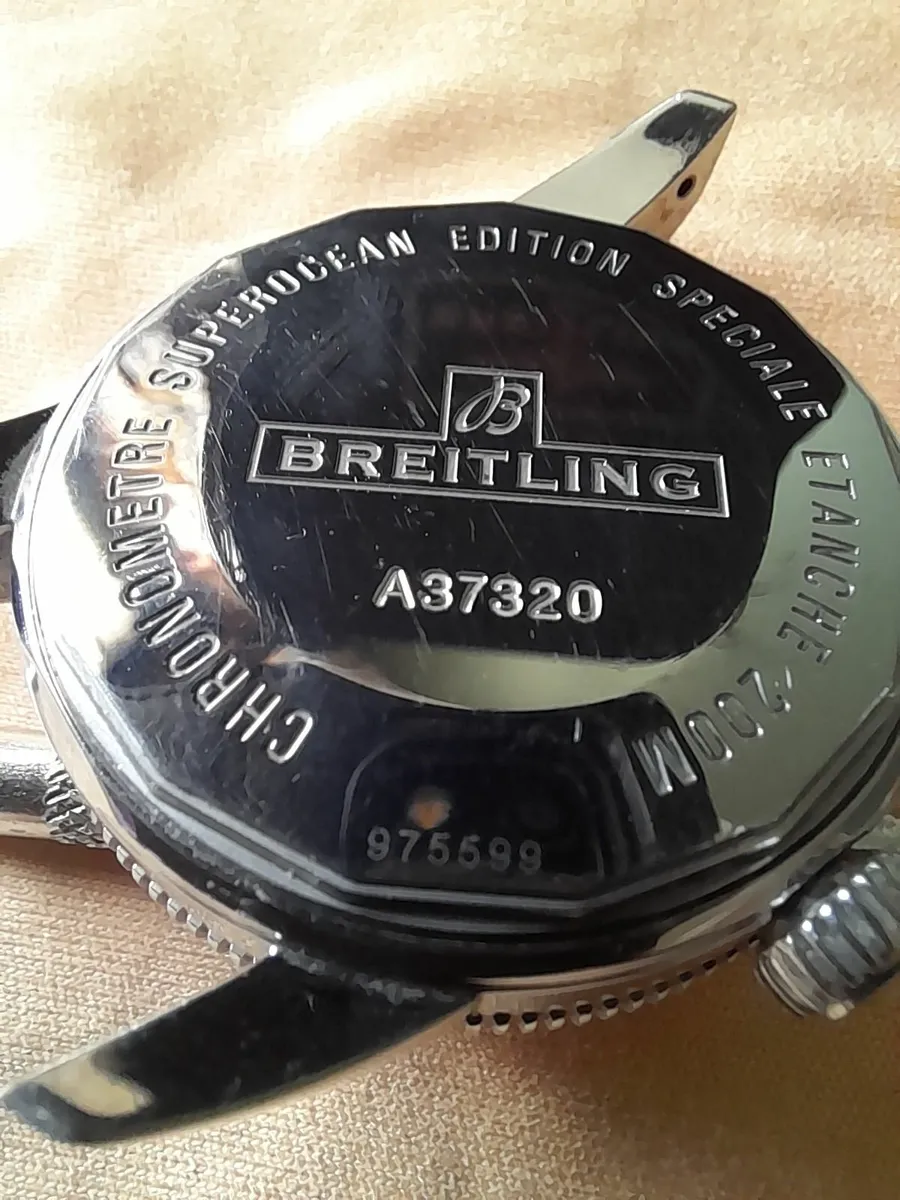 CHRONOMETRE SUPEROCEAN EDITION SPECIALE ETANCHE 200M
B
BREITLING
A37320
975599